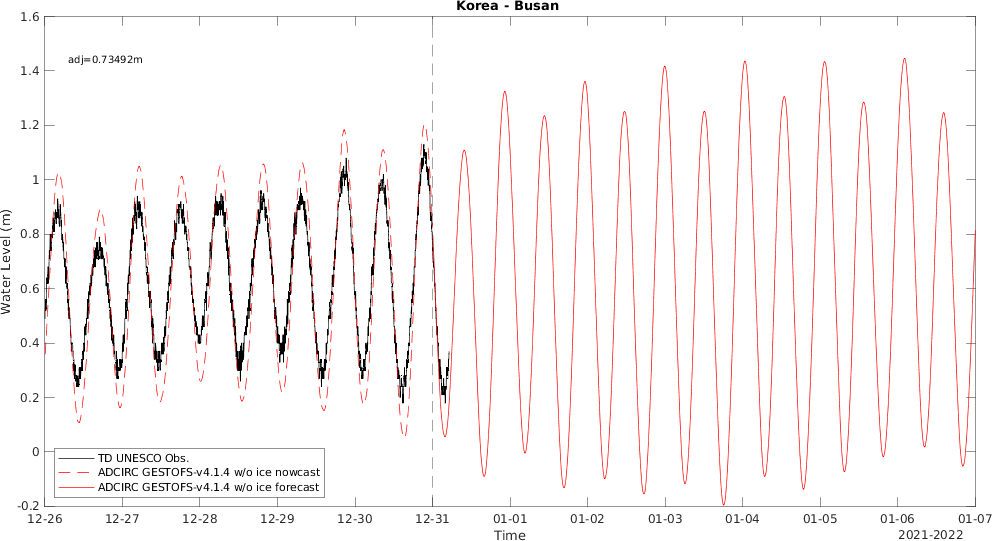 Korea - Busan
adj=0.73492m
Water Level (m)
1.6
1.4
1.2
1
0.8
0.6
0.4
0.2
0
-0.2
TD UNESCO Obs.
ADCIRC GESTOFS-v4.1.4 w/o ice nowcast
ADCIRC GESTOFS-v4.1.4 w/o ice forecast
12-26 12-27 12-28 12-29 12-30 12-31 01-01 01-02 01-03 01-04 01-05 01-06 01-07
Time
2021-2022